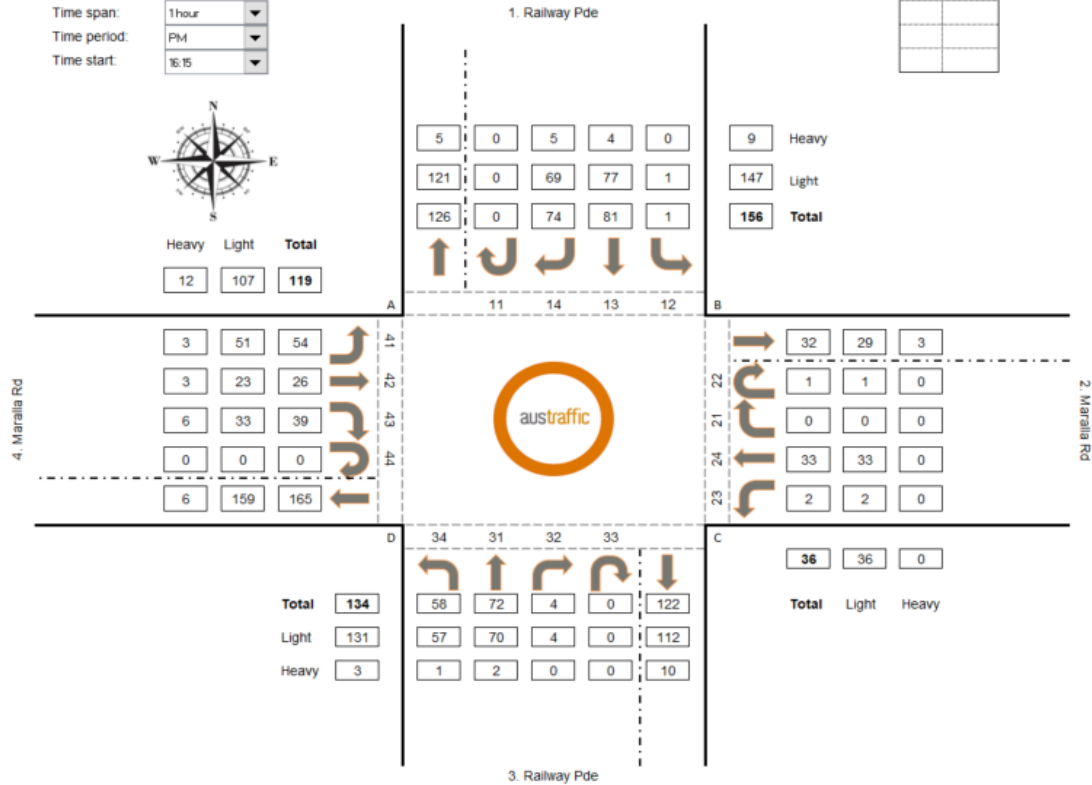 1. Railway Pde
Time span: 1 hour
Time period: PM
Time start: 16:15
N
W E
S
5 0 5 4 0 9 Heavy
121 0 69 77 1 147 Light
126 0 74 81 1 156 Total
Heavy Light Total
12 107 119
A 11 14 13 12 B
3 51 54 41 32 29 3
3 23 26 42 22 1 1 0
6 33 39 43 21 0 0 0
0 0 0 44 24 33 33 0
6 159 165 23 2 2 0
4. Maralla Rd
austraffic
2. Maralla Rd
D 34 31 32 33 C
36 36 0
Total 134 58 72 4 0 122 Total Light Heavy
Light 131 57 70 4 0 112
Heavy 3 1 2 0 0 10
3. Railway Pde